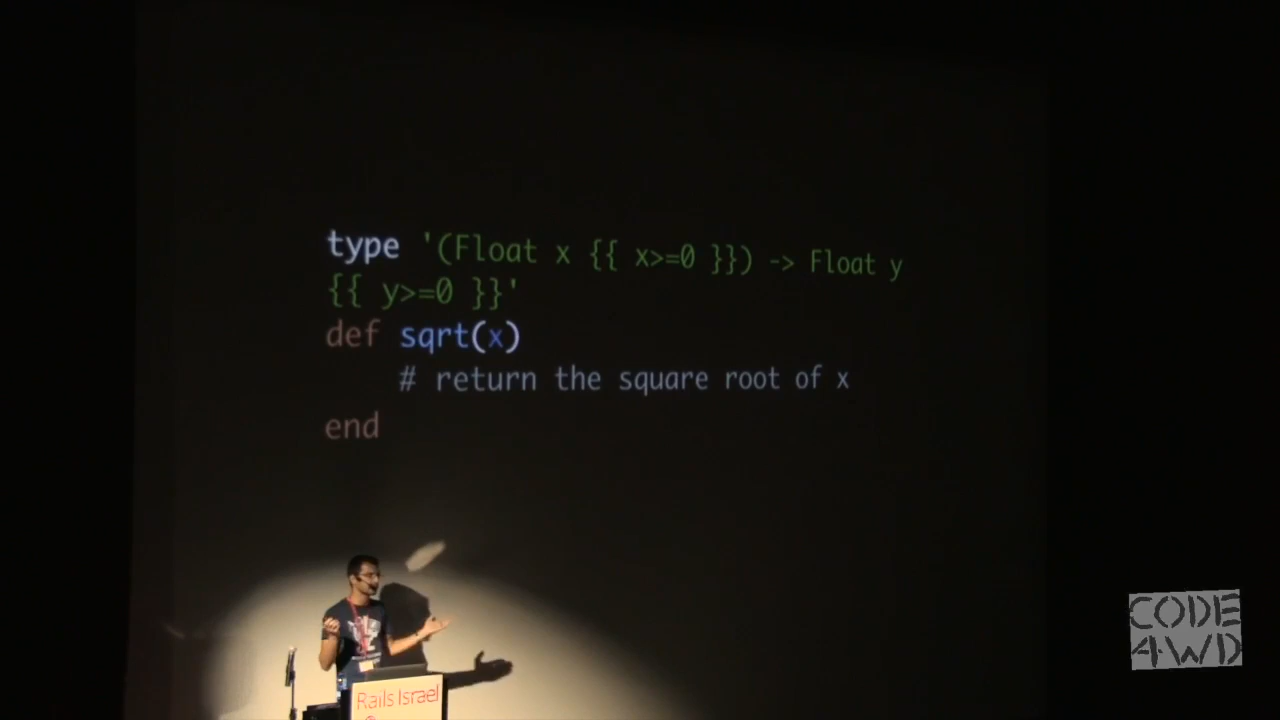 type '(Float x {{ x>=0 }}) -> Float y
{{ y>=0 }}'
def sqrt(x)
# return the square root of x
end
Rails Israel
CODE
4WD